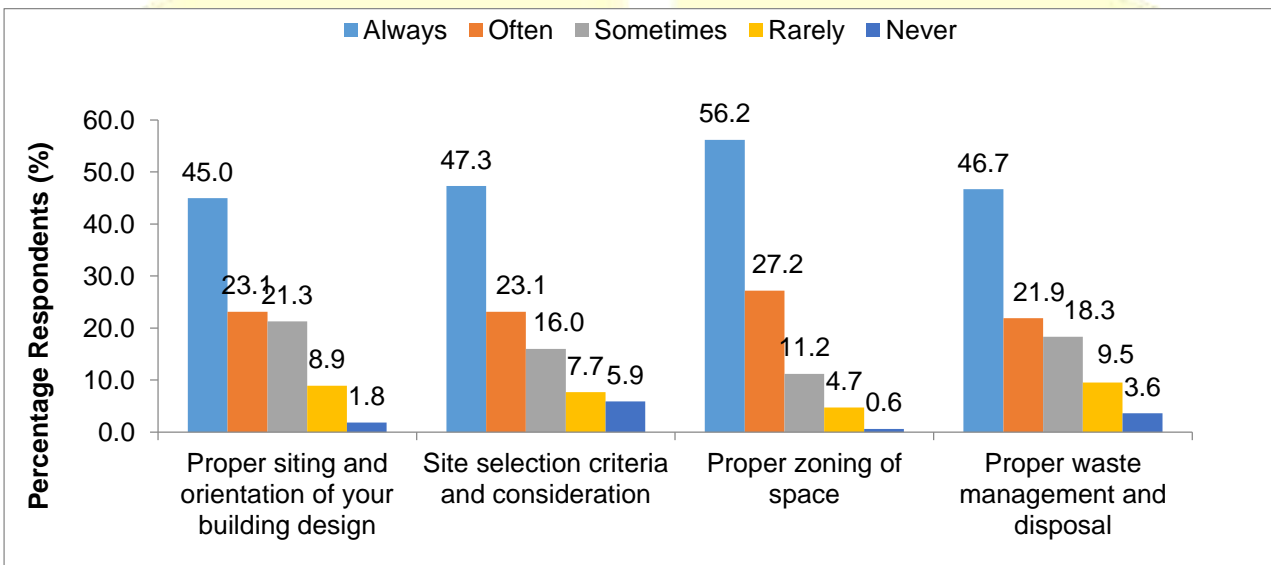 Always Often Sometimes Rarely Never
Percentage Respondents (%)
60.0
50.0
40.0
30.0
20.0
10.0
0.0
45.0 23.1 21.3 8.9 1.8
47.3 23.1 16.0 7.7 5.9
56.2 27.2 11.2 4.7 0.6
46.7 21.9 18.3 9.5 3.6
Proper siting and
orientation of your
building design
Site selection criteria
and consideration
Proper zoning of
space
Proper waste
management and
disposal